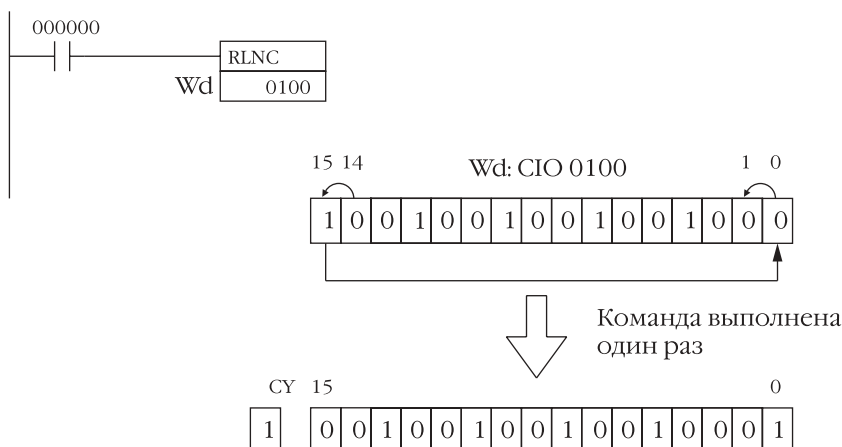 000000
RLNC
Wd 0100
15 14 Wd: CIO 0100 1 0
1 0 0 1 0 0 1 0 0 1 0 0 1 0 0 0
Команда выполнена
один раз
CY 15 0
1 0 0 1 0 0 1 0 0 1 0 0 1 0 0 0 1